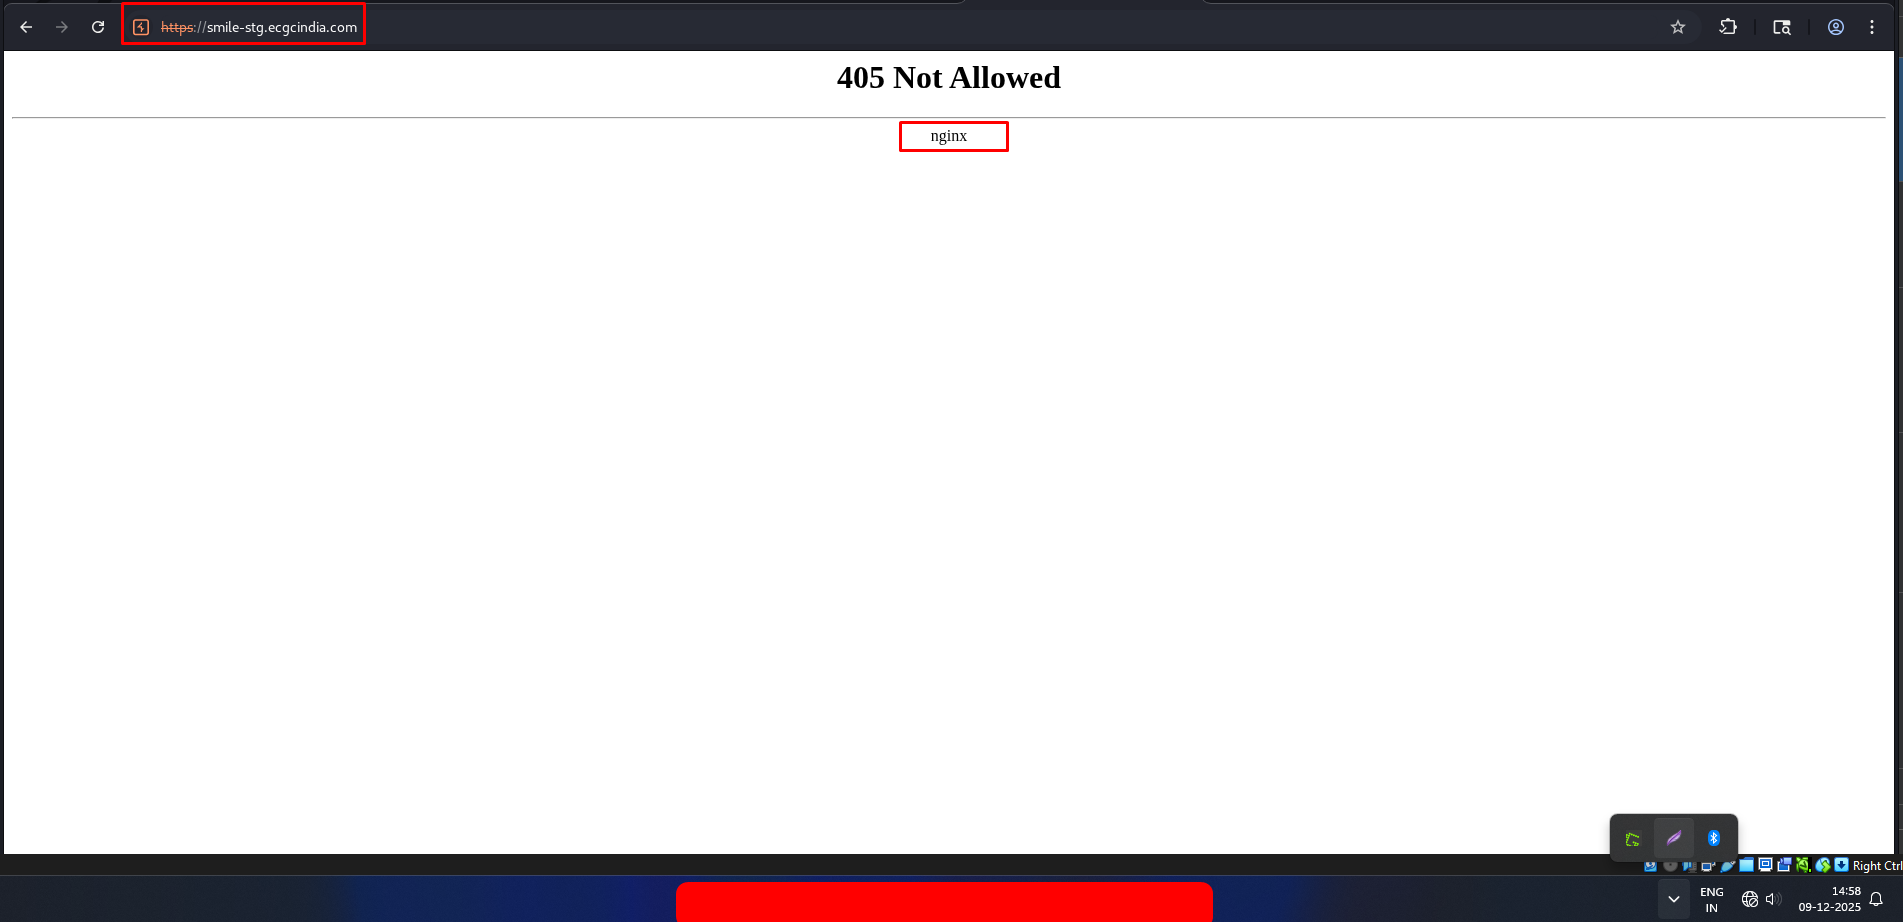 https://smile-stg.ecgcindia.com
405 Not Allowed
nginx
Right Ctrl
ENG
IN
14:58
09-12-2025